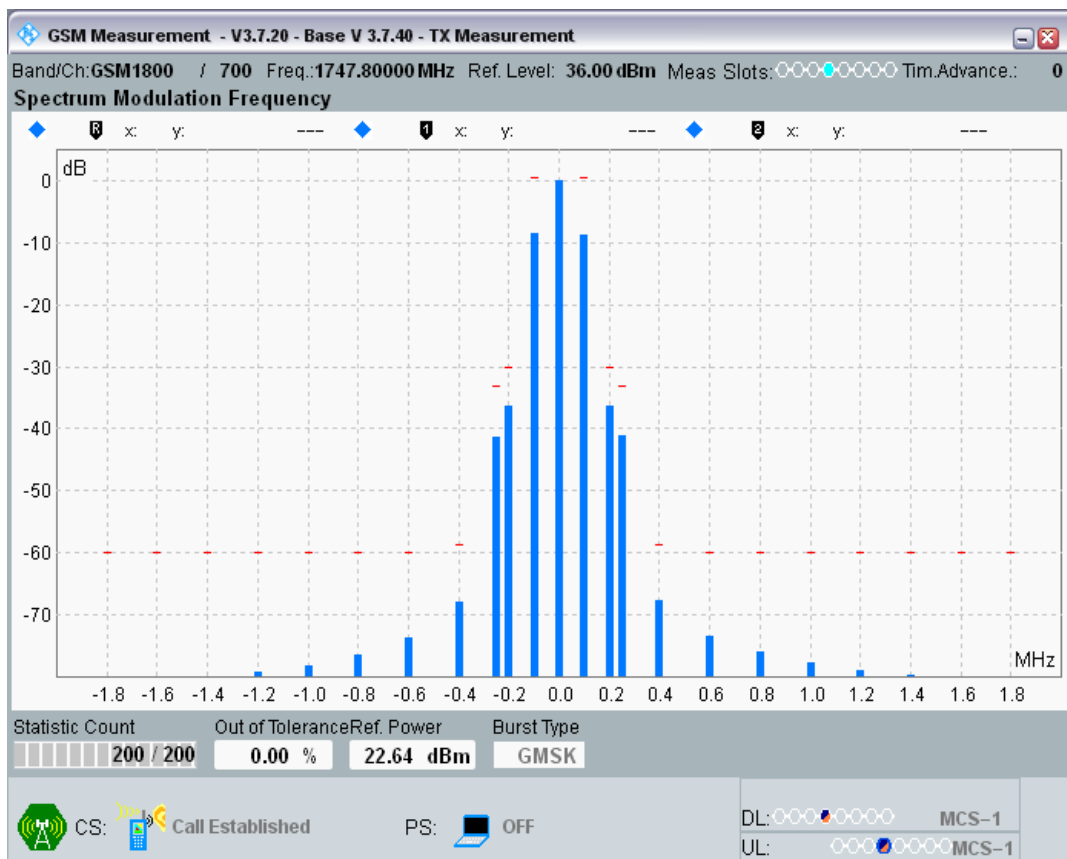 GSM Measurement - V3.7.20 - Base V 3.7.40 - TX Measurement
Band/Ch:GSM1800 / 700 Freq.:1747.80000 MHz Ref. Level: 36.00 dBm Meas Slots: Tim.Advance.: 0
Spectrum Modulation Frequency
R x: y: --- 1 x: y: --- 2 x: y: ---
dB
0
-10
-20
-30
-40
-50
-60
-70
MHz
-1.8 -1.6 -1.4 -1.2 -1.0 -0.8 -0.6 -0.4 -0.2 0.0 0.2 0.4 0.6 0.8 1.0 1.2 1.4 1.6 1.8
Statistic Count Out of Tolerance Ref. Power Burst Type
200 / 200 0.00 % 22.64 dBm GMSK
CS: Call Established PS: OFF
DL: MCS-1
UL: MCS-1